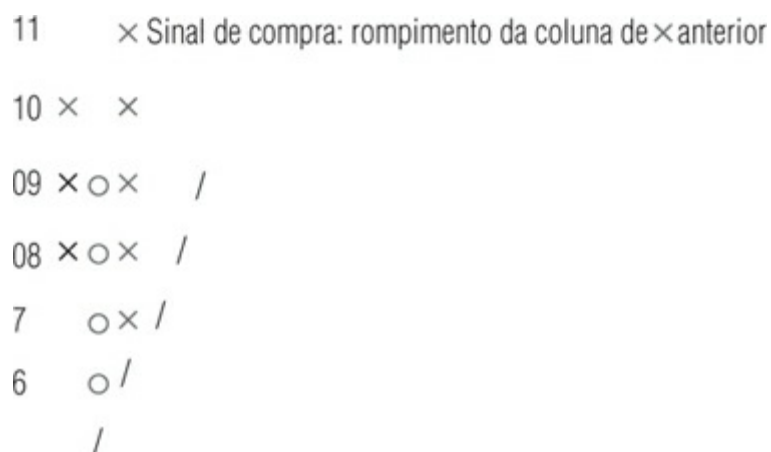 11 × Sinal de compra: rompimento da coluna de × anterior
10 × ×
09 × ○ × /
08 × ○ × /
7 ○ × /
6 ○ /
/